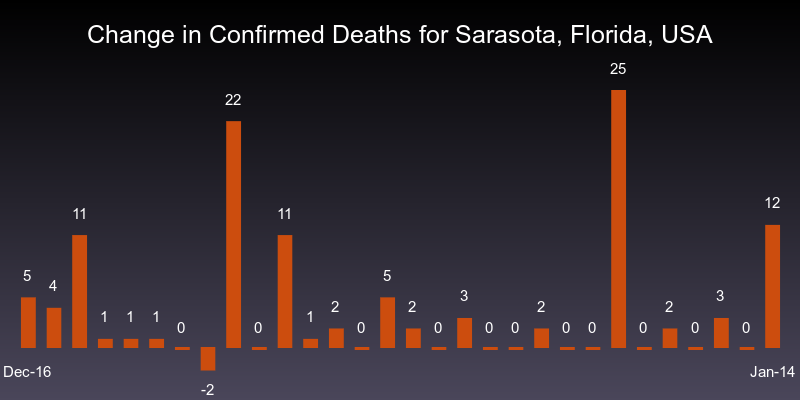 Change in Confirmed Deaths for Sarasota, Florida, USA
5 4 11 1 1 1 0 -2 22 0 11 1 2 0 5 2 0 3 0 0 2 0 0 25 0 2 0 3 0 12
Dec-16 Jan-14